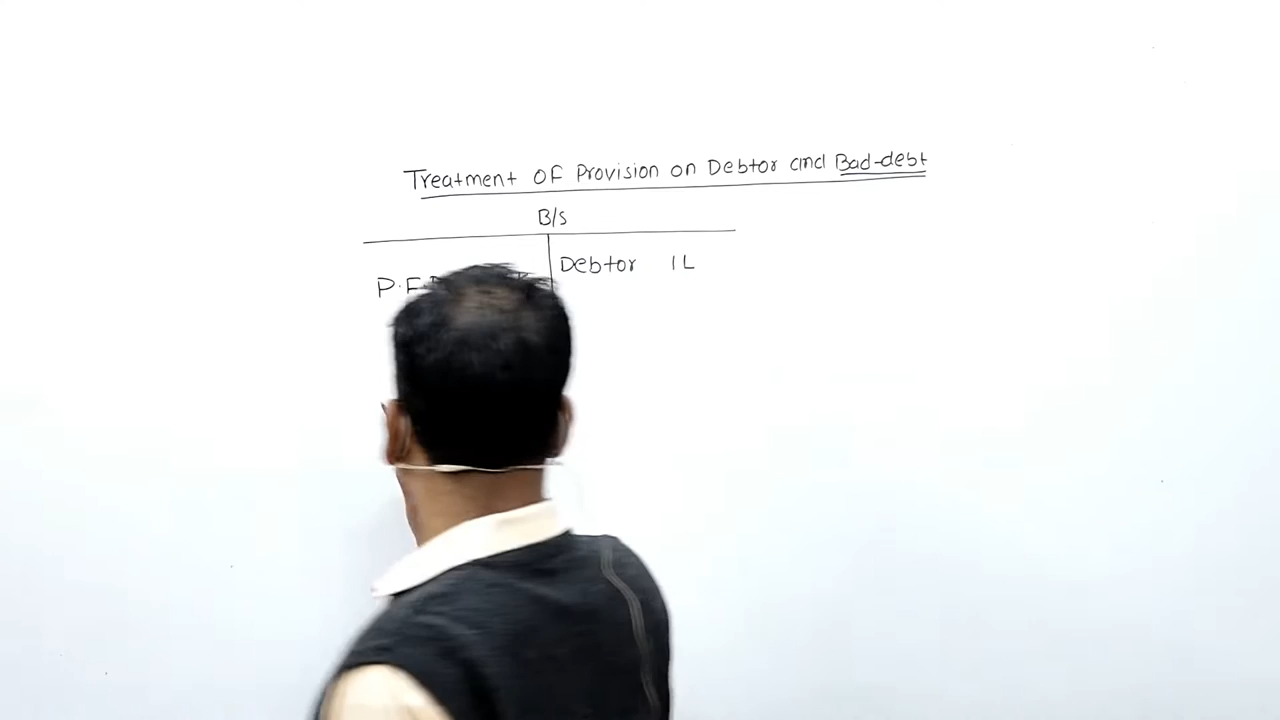 Treatment OF Provision on Debtor and Bad-debt
B/S
Debtor 1L